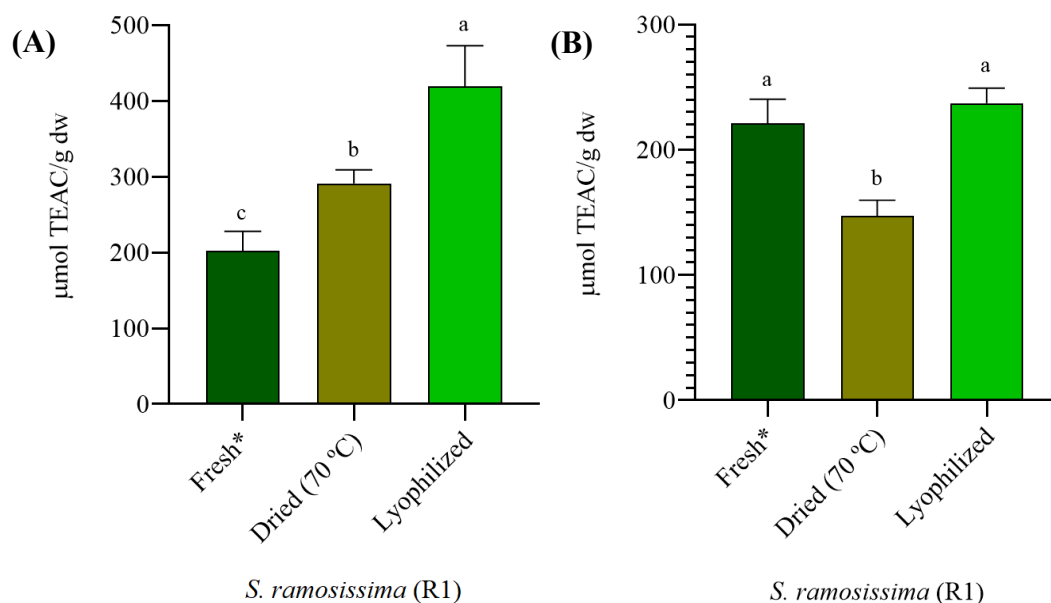 (A)
500
400
300
200
100
0
µmol TEAC/g dw
c
b
a
Fresh*
Dried (70 ºC)
Lyophilized
S. ramosissima (R1)
(B)
300
200
100
0
µmol TEAC/g dw
a
b
a
Fresh*
Dried (70 ºC)
Lyophilized
S. ramosissima (R1)